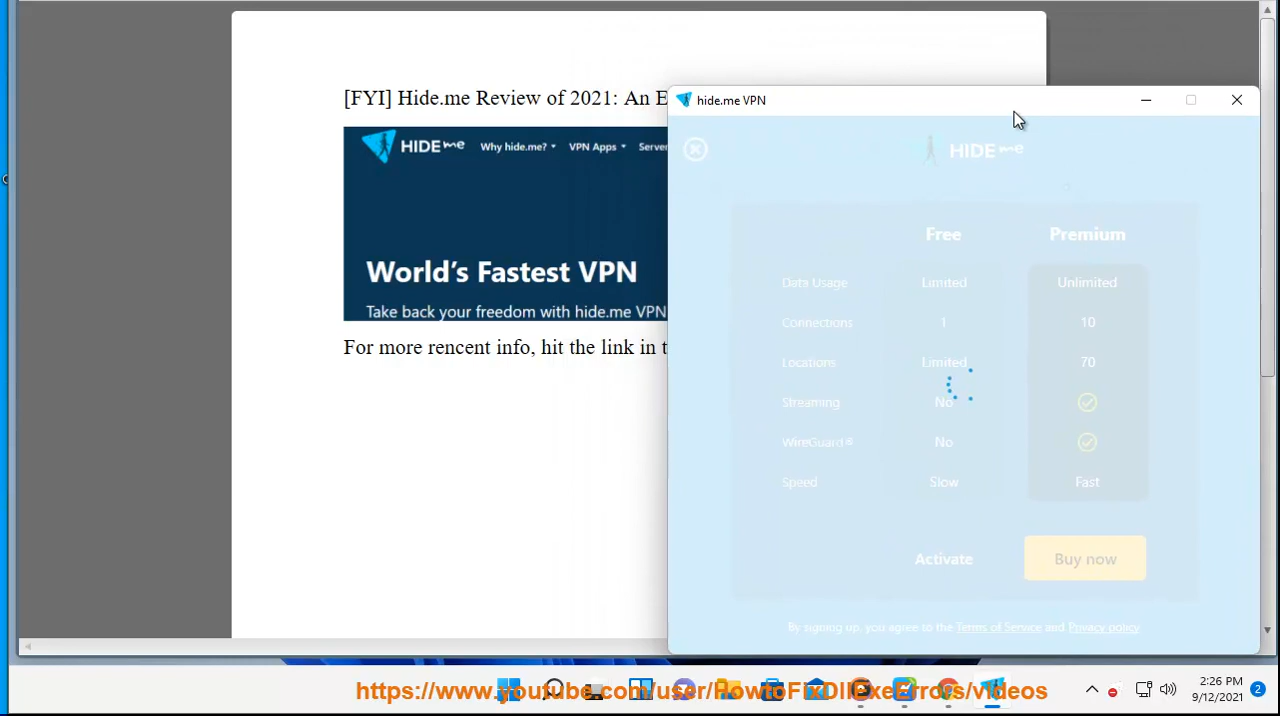 [FYI] Hide.me Review of 2021: An E
HIDE me Why hide.me? VPN Apps Server
World's Fastest VPN
Take back your freedom with hide.me VPN
For more rencent info, hit the link in t
hide.me VPN
HIDE me
Free Premium
Data Usage Limited Unlimited
Connections 1 10
Locations Limited 70
Streaming No
WireGuard® No
Speed Slow Fast
Activate Buy now
By signing up, you agree to the Terms of Service and Privacy policy
https://www.youtube.com/user/HowtoFixDllExeErrors/videos
2:26 PM
9/12/2021
2